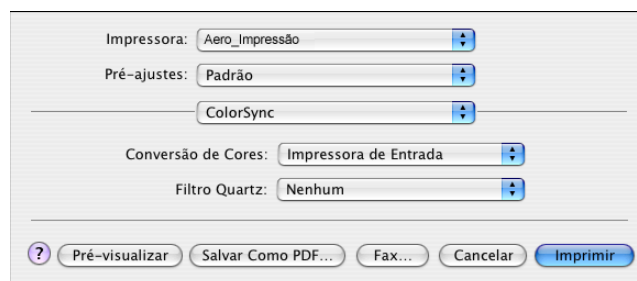 Impressora: Aero_Impressão
Pré-ajustes: Padrão
ColorSync
Conversão de Cores: Impressora de Entrada
Filtro Quartz: Nenhum
? Pré-visualizar Salvar Como PDF... Fax... Cancelar Imprimir